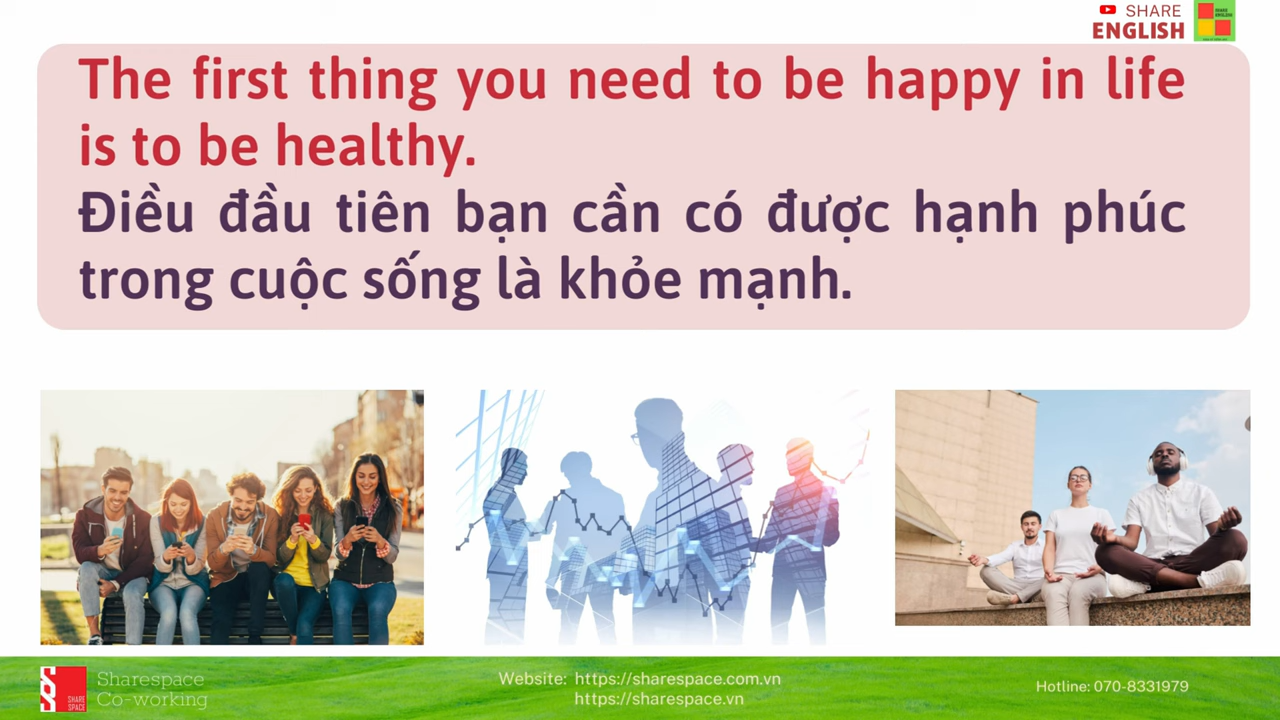 SHARE
ENGLISH
The first thing you need to be happy in life
is to be healthy.
Điều đầu tiên bạn cần có được hạnh phúc
trong cuộc sống là khỏe mạnh.
SHARE
SPACE
Sharespace
Co-working
Website: https://sharespace.com.vn
https://sharespace.vn
Hotline: 070-8331979